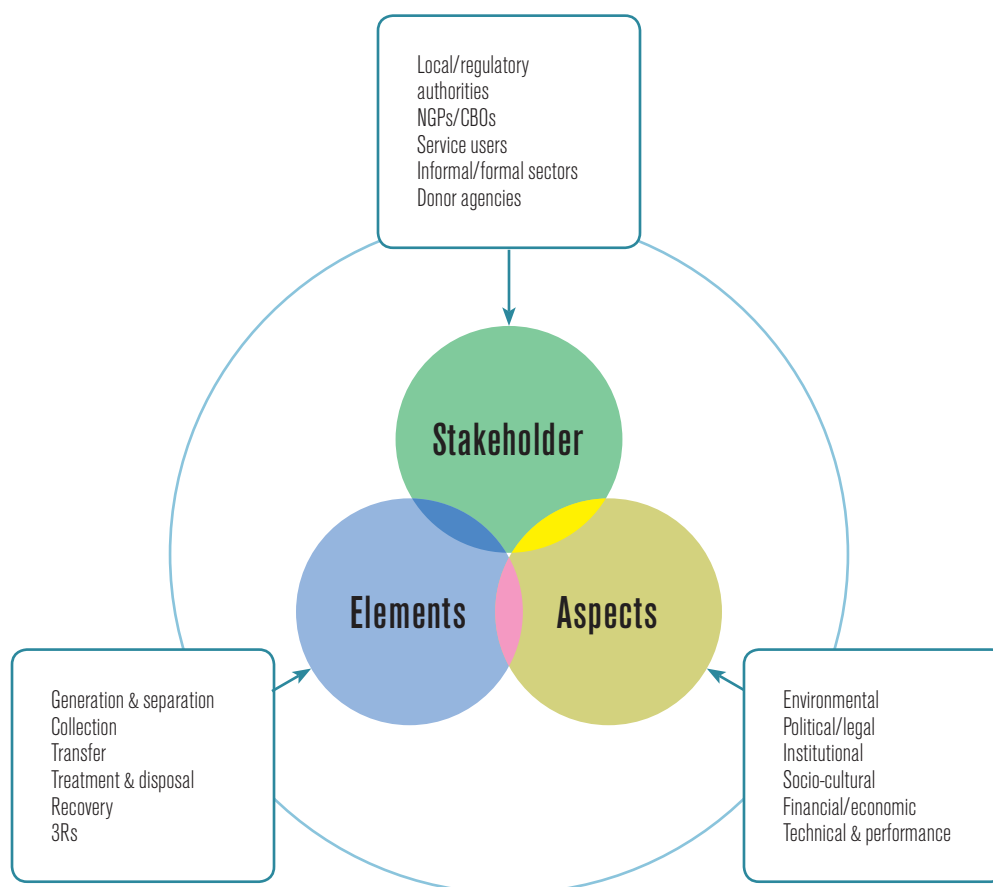 Local/regulatory
authorities
NGPs/CBOs
Service users
Informal/formal sectors
Donor agencies
Stakeholder
Elements
Aspects
Generation & separation
Collection
Transfer
Treatment & disposal
Recovery
3Rs
Environmental
Political/legal
Institutional
Socio-cultural
Financial/economic
Technical & performance